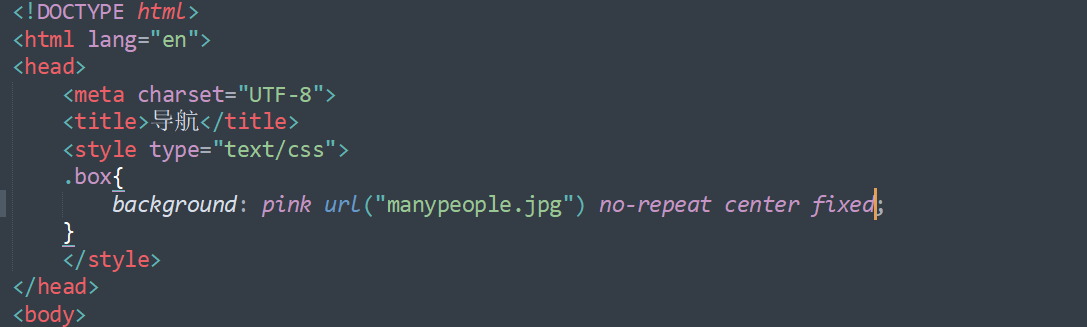 <!DOCTYPE html>
<html lang="en">
<head>
    <meta charset="UTF-8">
    <title>导航</title>
    <style type="text/css">
    .box{
        background: pink url("manypeople.jpg") no-repeat center fixed;
    }
    </style>
</head>
<body>